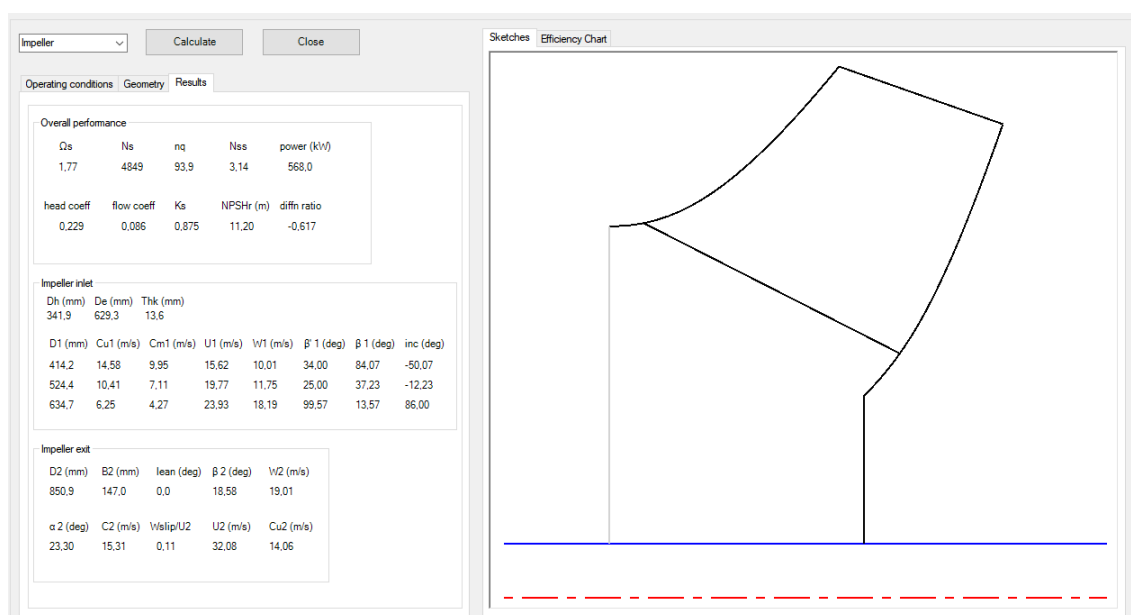 Impeller Calculate Close
Operating conditions Geometry Results
Overall performance
Ωs Ns nq Nss power (kW)
1,77 4849 93,9 3,14 568,0
head coeff flow coeff Ks NPSHr (m) diffn ratio
0,229 0,086 0,875 11,20 -0,617
Impeller inlet
Dh (mm) De (mm) Thk (mm)
341,9 629,3 13,6
D1 (mm) Cu1 (m/s) Cm1 (m/s) U1 (m/s) W1 (m/s) β' 1 (deg) β 1 (deg) inc (deg)
414,2 14,58 9,95 15,62 10,01 34,00 84,07 -50,07
524,4 10,41 7,11 19,77 11,75 25,00 37,23 -12,23
634,7 6,25 4,27 23,93 18,19 99,57 13,57 86,00
Impeller exit
D2 (mm) B2 (mm) lean (deg) β 2 (deg) W2 (m/s)
850,9 147,0 0,0 18,58 19,01
α 2 (deg) C2 (m/s) Wslip/U2 U2 (m/s) Cu2 (m/s)
23,30 15,31 0,11 32,08 14,06
Sketches Efficiency Chart